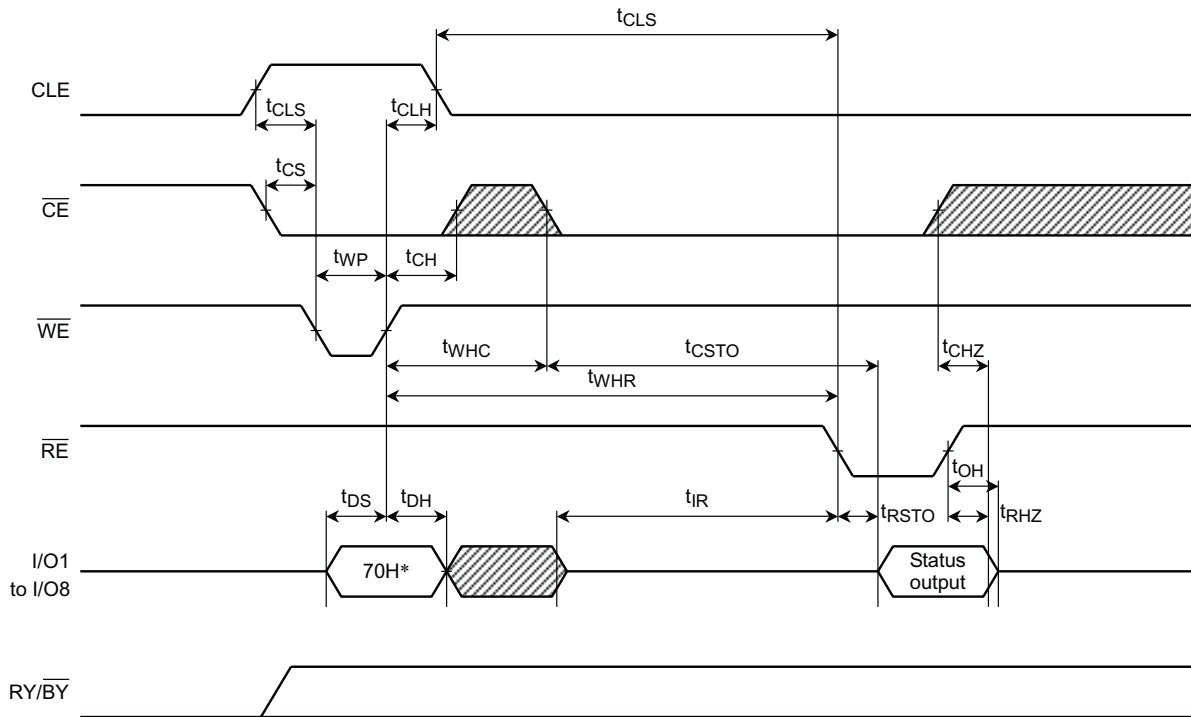 tCLS
CLE
tCLS
tCLH
tCS
CE
tWP
tCH
WE
tWHC
tCSTO
tCHZ
tWHR
RE
tOH
tDS
tDH
tIR
tRSTO
tRHZ
I/O1
to I/O8
70H*
Status
output
RY/BY